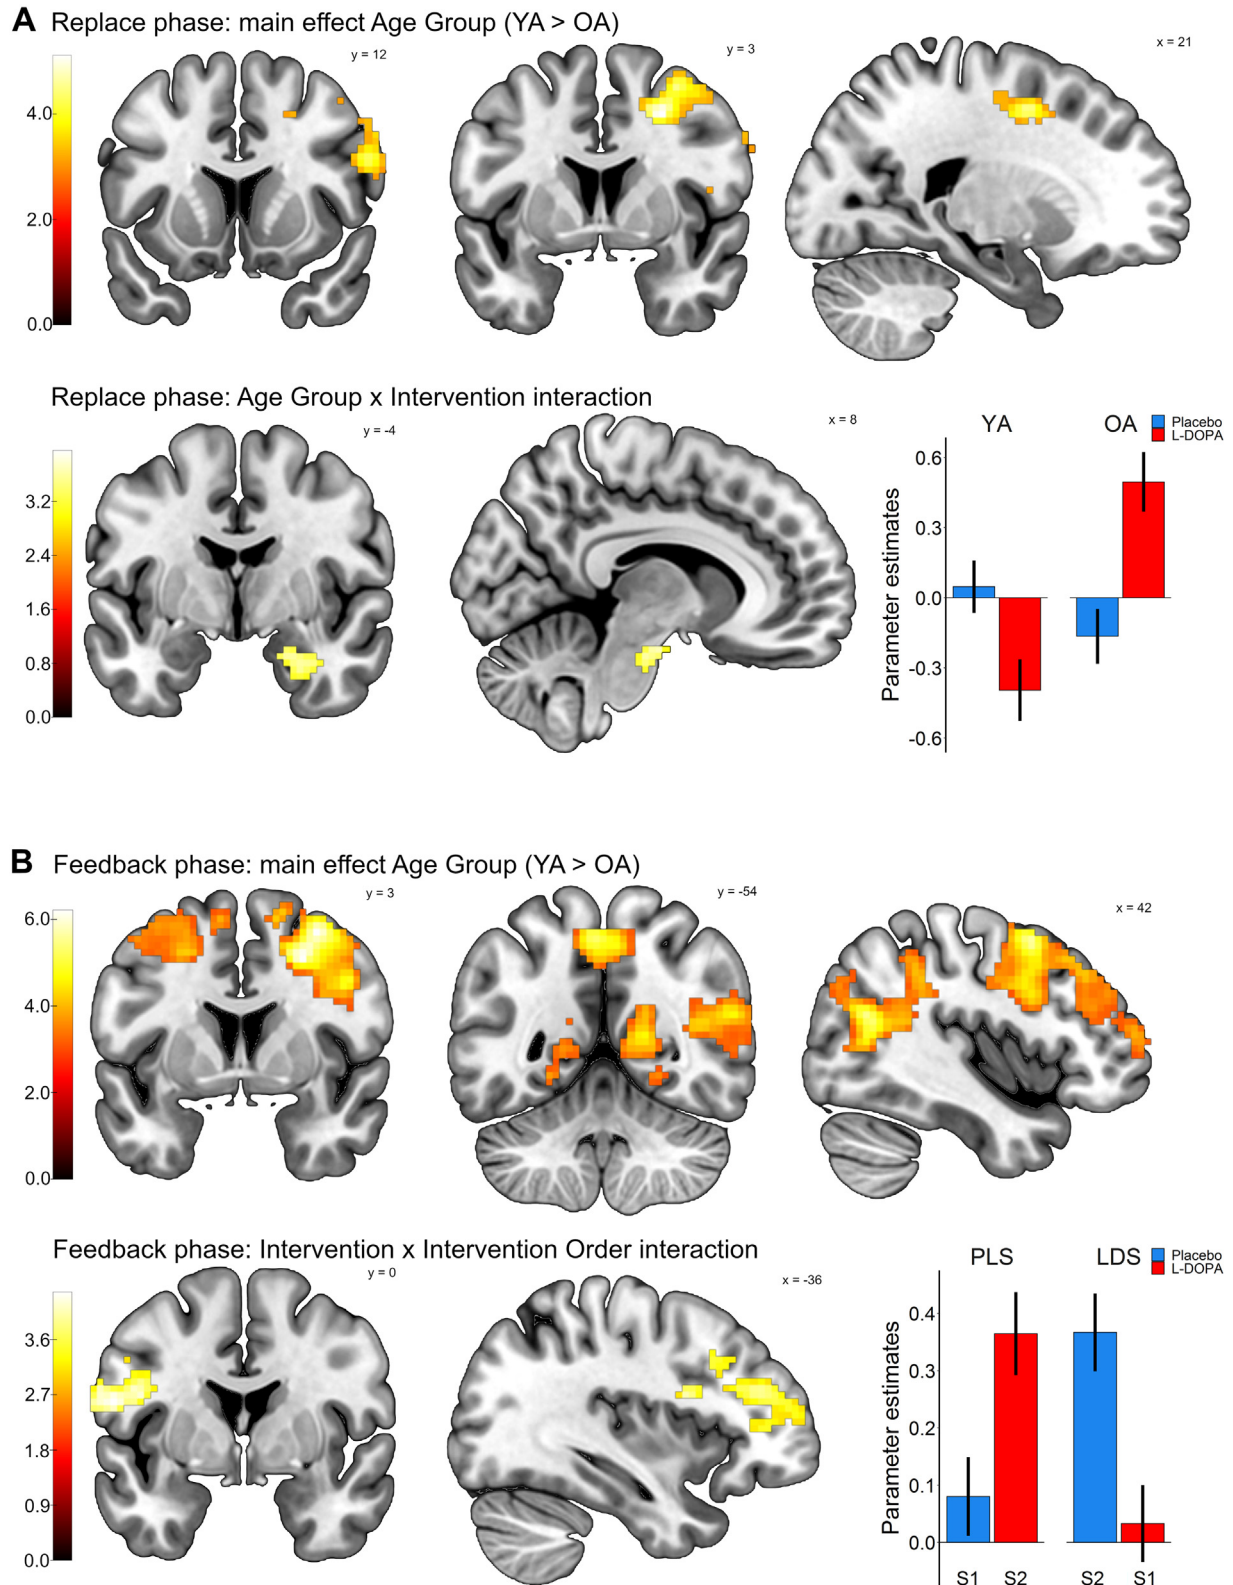 A Replace phase: main effect Age Group (YA > OA)
y = 12
y = 3
x = 21
4.0
2.0
0.0
Replace phase: Age Group x Intervention interaction
y = -4
x = 8
3.2
2.4
1.6
0.8
0.0
YA OA
Placebo
L-DOPA
Parameter estimates
0.6
0.3
0.0
-0.3
-0.6
B Feedback phase: main effect Age Group (YA > OA)
y = 3
y = -54
x = 42
6.0
4.0
2.0
0.0
Feedback phase: Intervention x Intervention Order interaction
y = 0
x = -36
3.6
2.7
1.8
0.9
0.0
PLS LDS
Placebo
L-DOPA
Parameter estimates
0.4
0.3
0.2
0.1
0.0
S1 S2 S2 S1